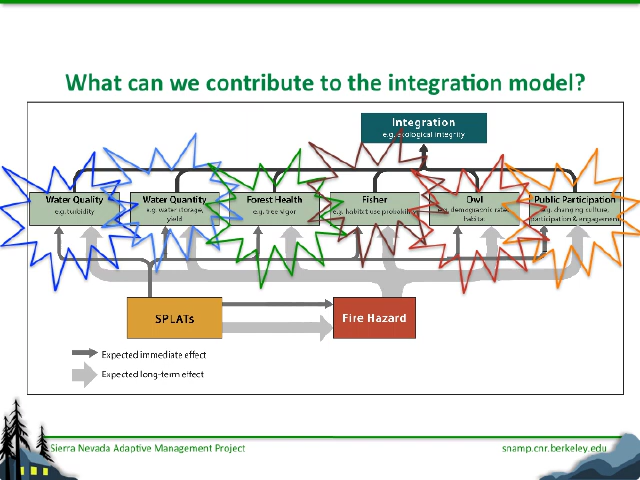 What can we contribute to the integration model?
Integration
e.g. ecological integrity
Water Quality
e.g. turbidity
Water Quantity
e.g. water storage,
yield
Forest Health
e.g. tree vigor
Fisher
e.g. habitat use probability
Owl
e.g. demographic rate,
habitat
Public Participation
e.g. changing culture,
participation & engagement
SPLATs
Fire Hazard
Expected immediate effect
Expected long-term effect
Sierra Nevada Adaptive Management Project
snamp.cnr.berkeley.edu